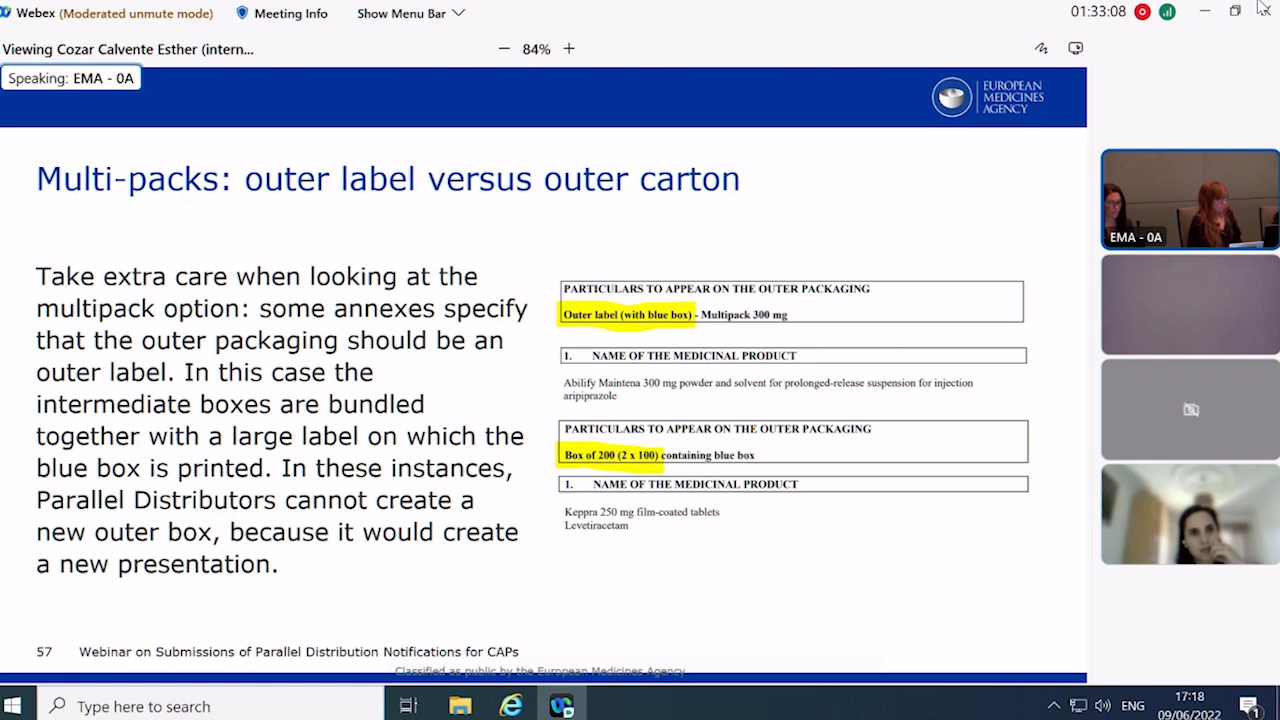 Webex (Moderated unmute mode)
Meeting Info
Show Menu Bar
01:33:08
Viewing Cozar Calvente Esther (intern...
84%
Speaking: EMA - 0A
EUROPEAN
MEDICINES
AGENCY
Multi-packs: outer label versus outer carton
Take extra care when looking at the
multipack option: some annexes specify
that the outer packaging should be an
outer label. In this case the
intermediate boxes are bundled
together with a large label on which the
blue box is printed. In these instances,
Parallel Distributors cannot create a
new outer box, because it would create
a new presentation.
PARTICULARS TO APPEAR ON THE OUTER PACKAGING
Outer label (with blue box) - Multipack 300 mg
1. NAME OF THE MEDICINAL PRODUCT
Abilify Maintena 300 mg powder and solvent for prolonged-release suspension for injection
aripiprazole
PARTICULARS TO APPEAR ON THE OUTER PACKAGING
Box of 200 (2 x 100) containing blue box
1. NAME OF THE MEDICINAL PRODUCT
Keppra 250 mg film-coated tablets
Levetiracetam
EMA - 0A
57 Webinar on Submissions of Parallel Distribution Notifications for CAPs
Classified as public by the European Medicines Agency
Type here to search
ENG
17:18
09/06/2022
1